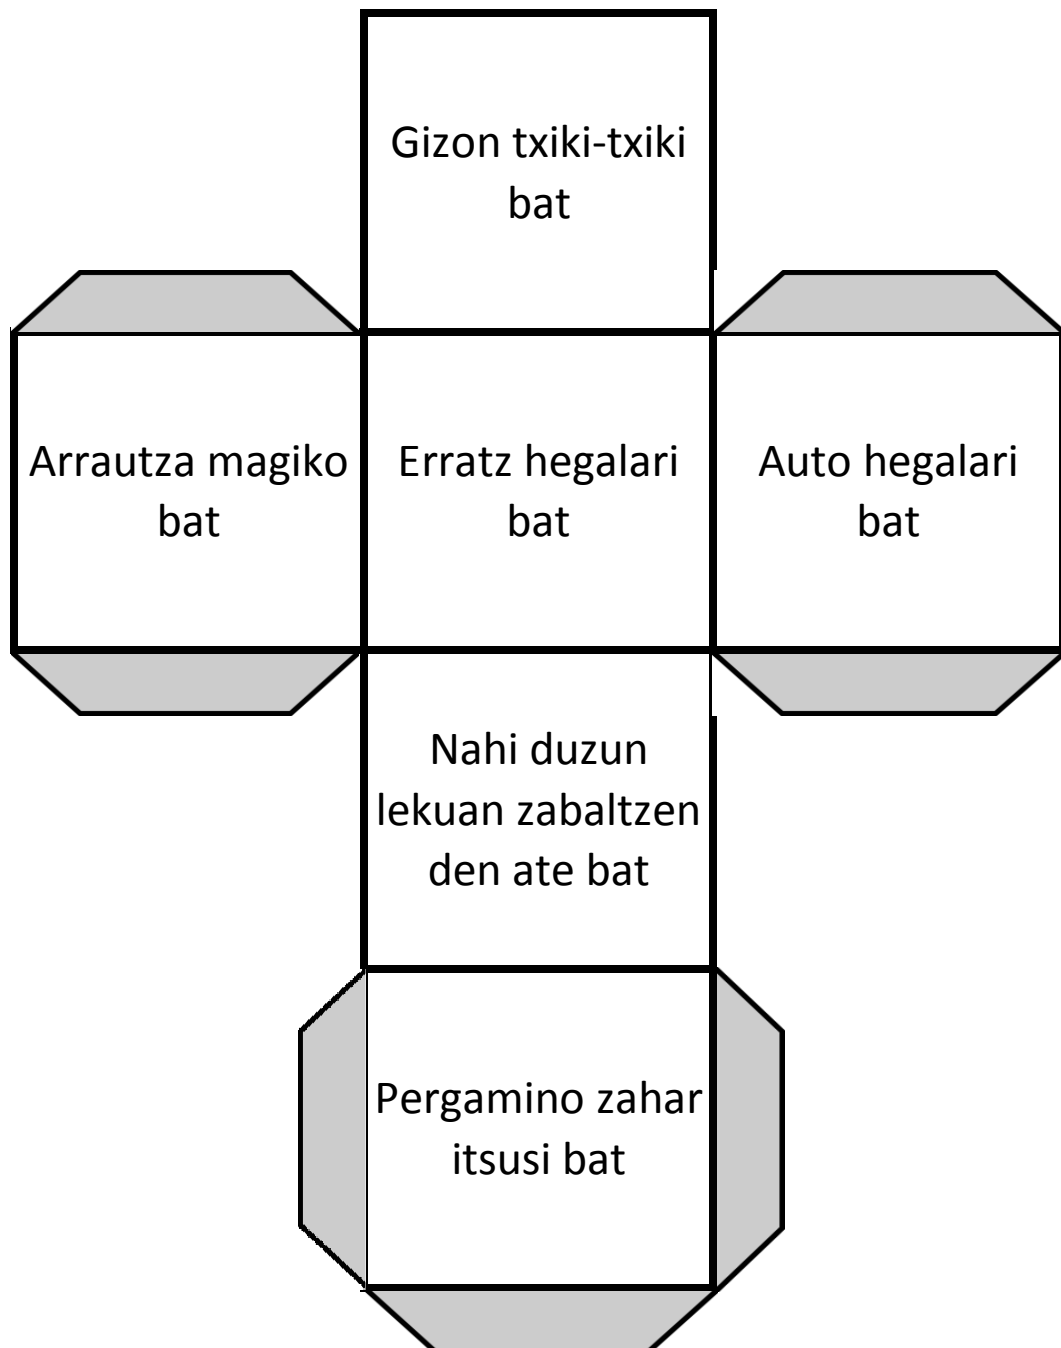 Gizon txiki-txiki
bat
Arrautza magiko
bat
Erratz hegalari
bat
Auto hegalari
bat
Nahi duzun
lekuan zabaltzen
den ate bat
Pergamino zahar
itsusi bat